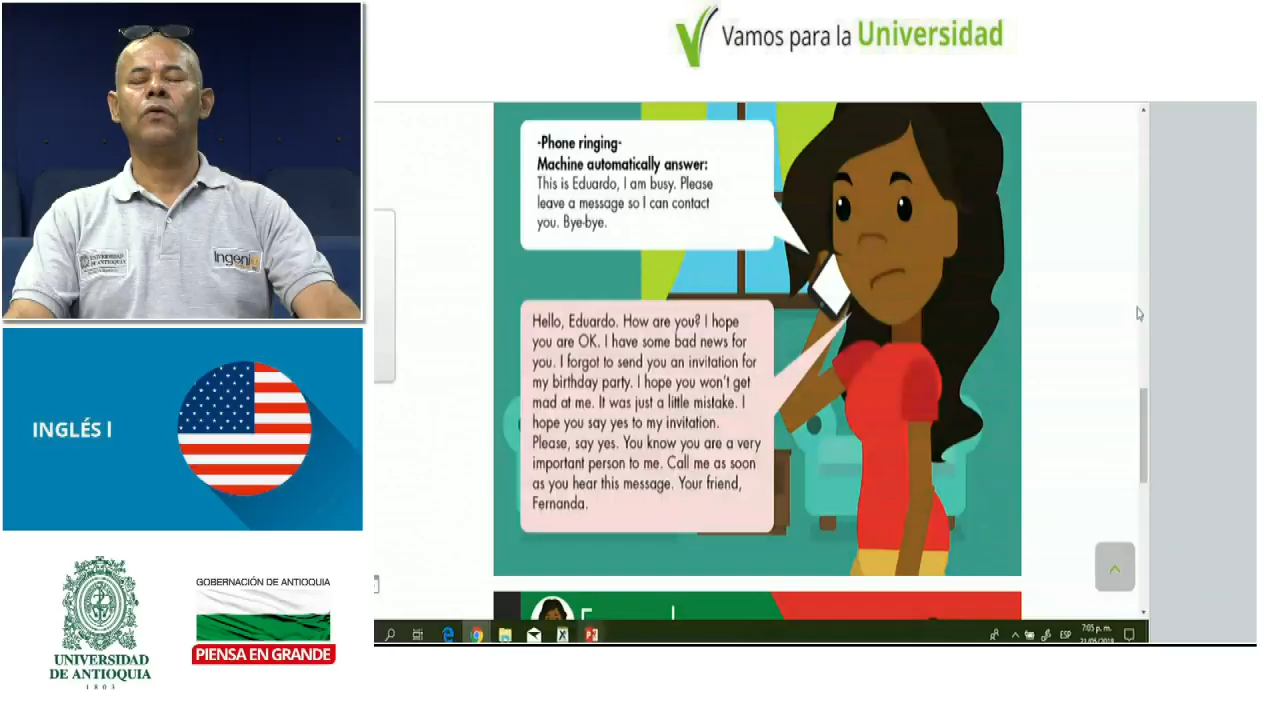 Vamos para la Universidad
-Phone ringing-
Machine automatically answer:
This is Eduardo, I am busy. Please
leave a message so I can contact
you. Bye-bye.
Hello, Eduardo. How are you? I hope
you are OK. I have some bad news for
you. I forgot to send you an invitation for
my birthday party. I hope you won't get
mad at me. It was just a little mistake. I
hope you say yes to my invitation.
Please, say yes. You know you are a very
important person to me. Call me as soon
as you hear this message. Your friend,
Fernanda.
UNIVERSIDAD
DE ANTIOQUIA
Ingeni@
INGLÉS I
UNIVERSIDAD
DE ANTIOQUIA
1803
GOBERNACIÓN DE ANTIOQUIA
PIENSA EN GRANDE
ESP
7:05 p. m.